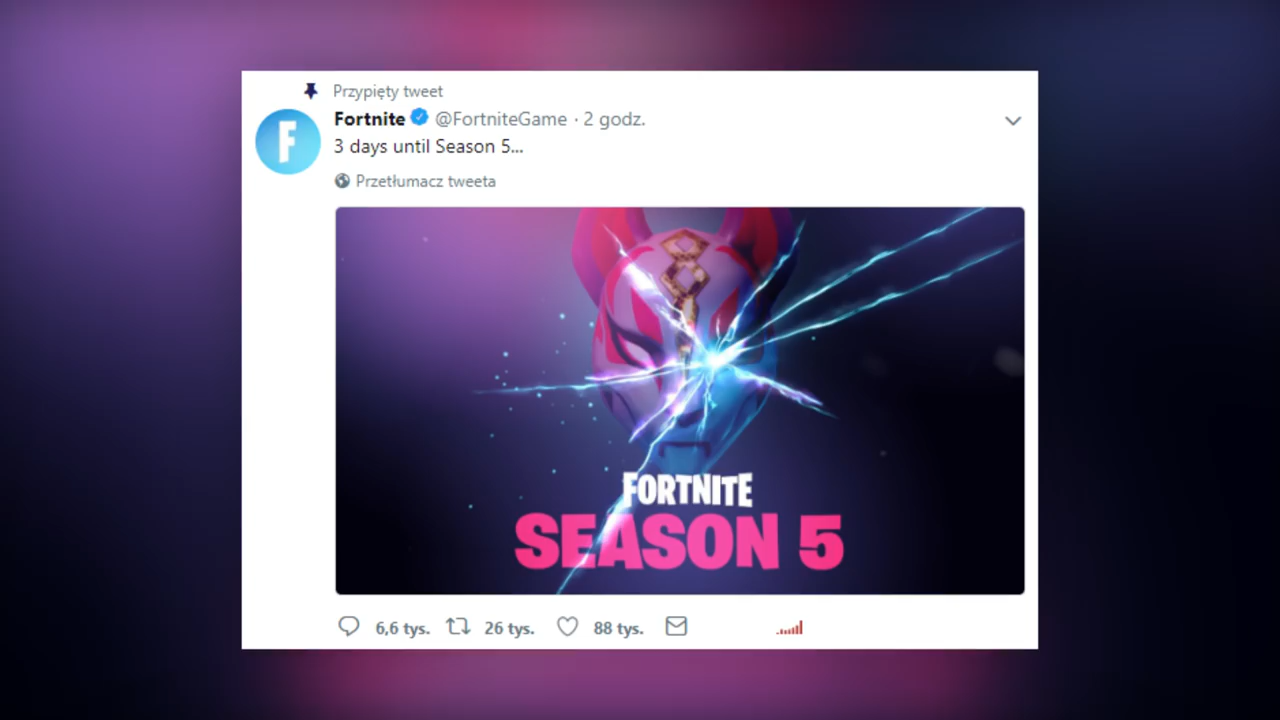 Przypięty tweet
Fortnite @FortniteGame · 2 godz.
3 days until Season 5...
Przetłumacz tweeta
FORTNITE
SEASON 5
6,6 tys. 26 tys. 88 tys.